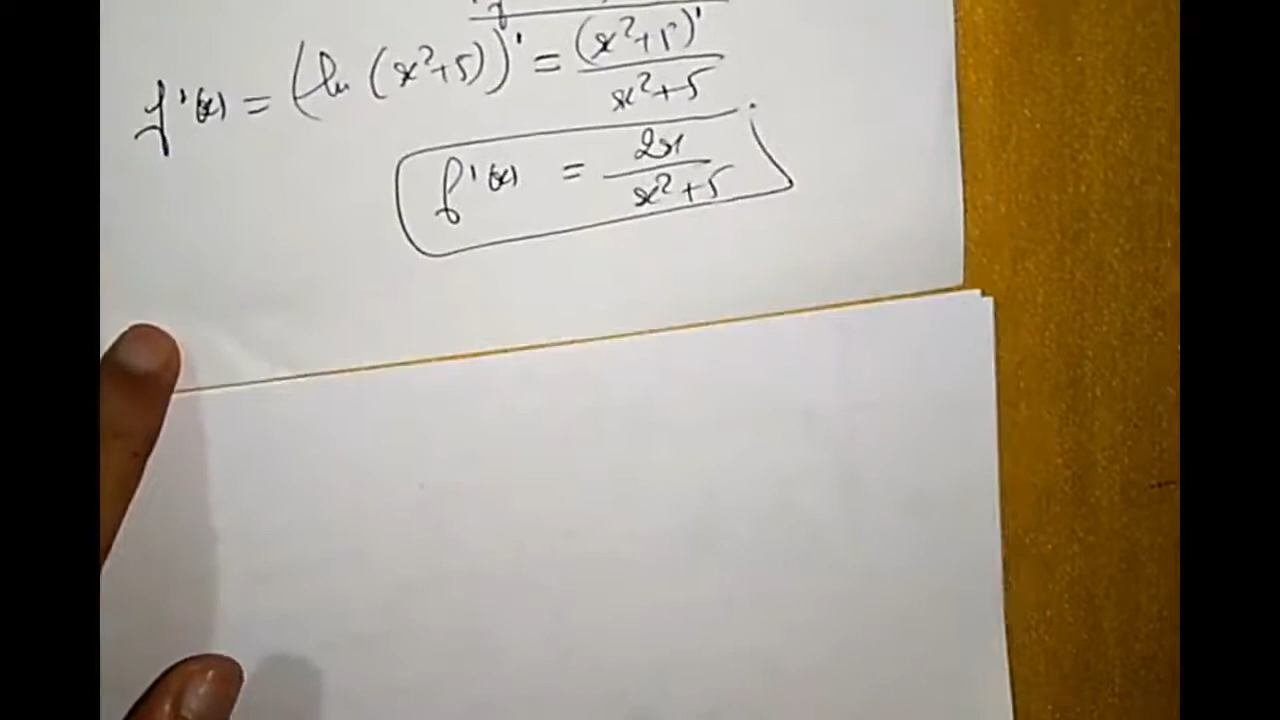 f'(x) = (ln (x²+5))' = (x²+5)' / x²+5
f'(x) = 2x / x²+5